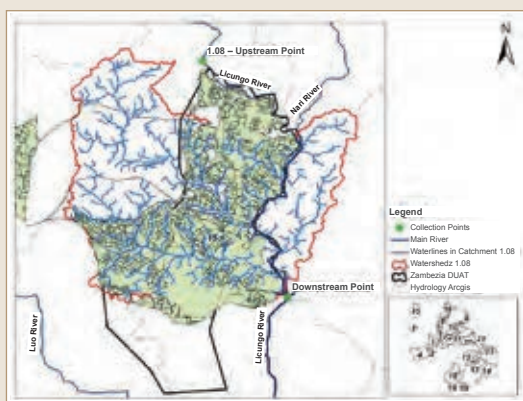 N
1.08 – Upstream Point
Licungo River
Nari River
Legend
Collection Points
Main River
Waterlines in Catchment 1.08
Watershedz 1.08
Zambezia DUAT
Hydrology Arcgis
Downstream Point
Luo River
Licungo River